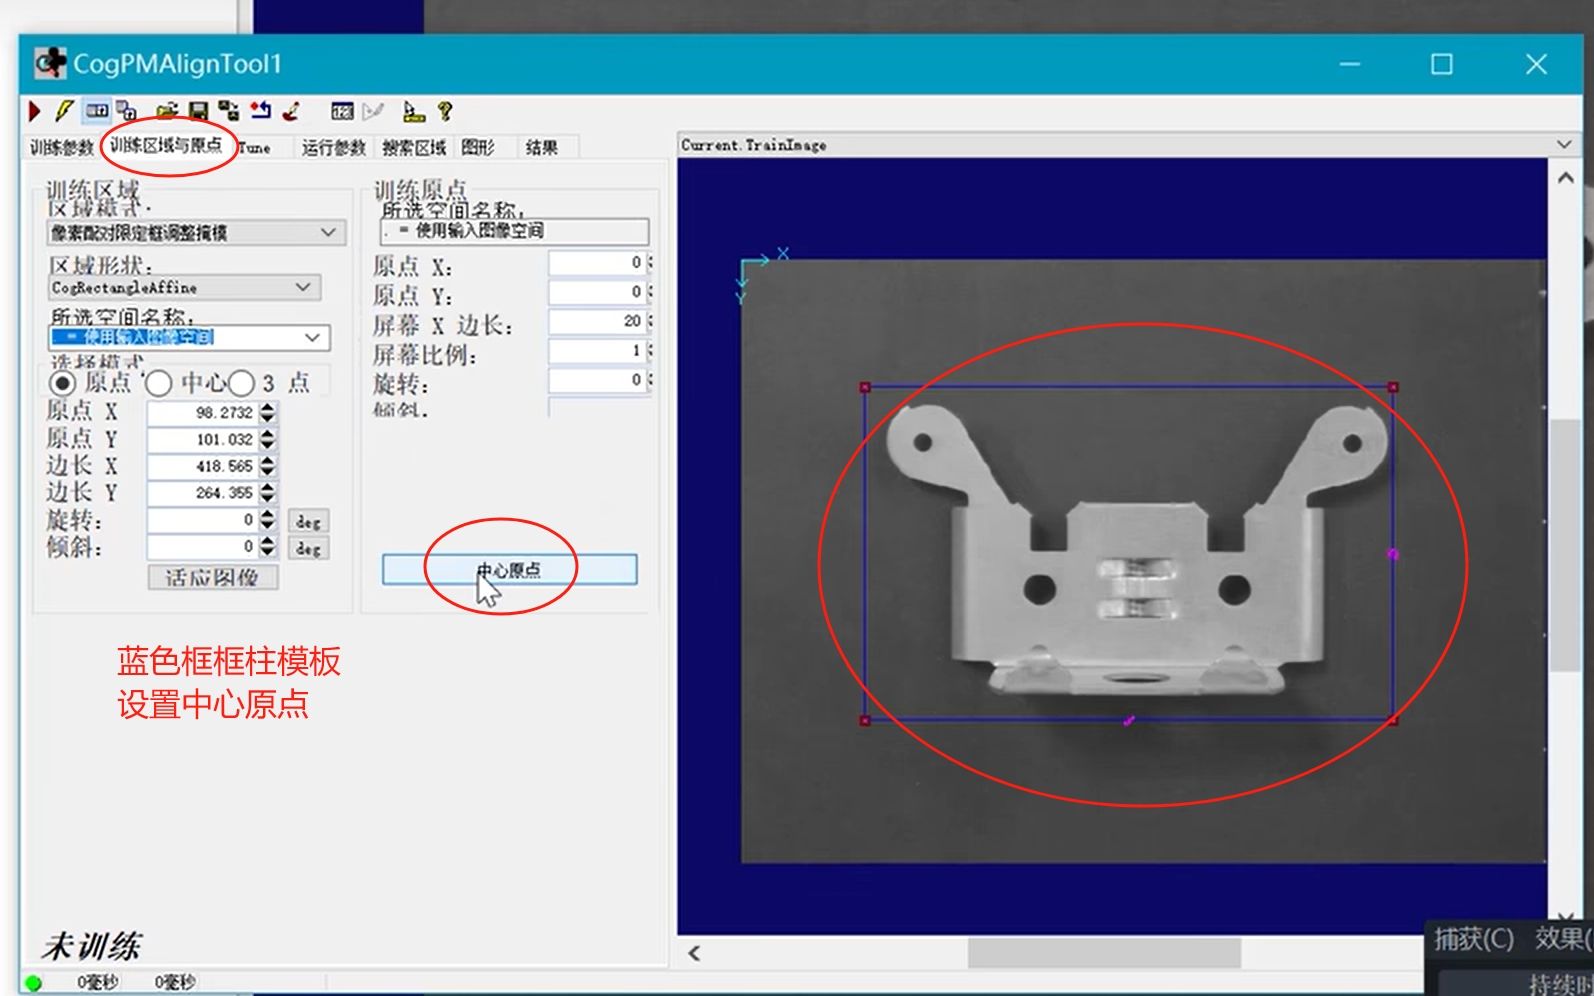 CogPMAlignTool1
训练参数 训练区域与原点 Tune 运行参数 搜索区域 图形 结果
Current.TrainImage
训练区域
区域模式:
像素配对限定框调整掩模
区域形状:
CogRectangleAffine
所选空间名称:
. = 使用输入图像空间
选择模式
原点 中心 3 点
原点 X 98.2732
原点 Y 101.032
边长 X 418.565
边长 Y 264.355
旋转: 0 deg
倾斜: 0 deg
适应图像
训练原点
所选空间名称:
. = 使用输入图像空间
原点 X: 0
原点 Y: 0
屏幕 X 边长: 20
屏幕比例: 1
旋转: 0
倾斜:
中心原点
X
Y
蓝色框框柱模板
设置中心原点
未训练
0毫秒 0毫秒
捕获(C) 效果(
持续时